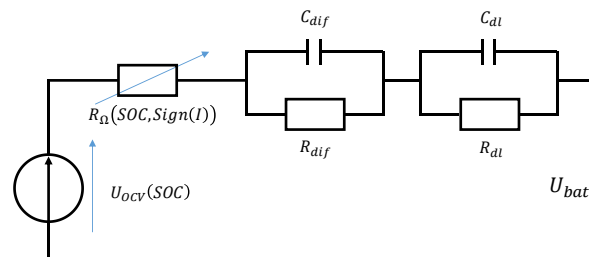 C_dif
C_dl
R_Ω(SOC,Sign(I))
R_dif
R_dl
U_OCV(SOC)
U_bat